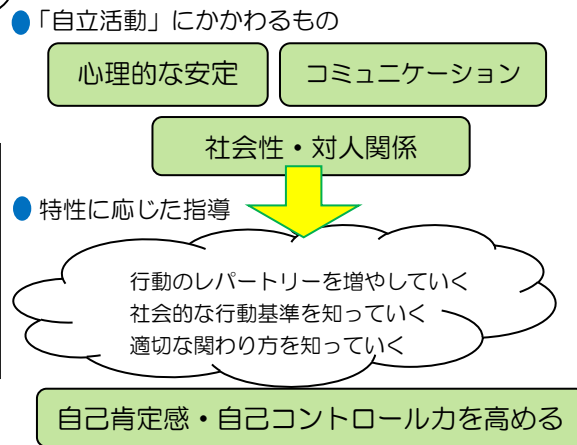 ●「自立活動」にかかわるもの
心理的な安定
コミュニケーション
社会性・対人関係
●特性に応じた指導
行動のレパートリーを増やしていく
社会的な行動基準を知っていく
適切な関わり方を知っていく
自己肯定感・自己コントロール力を高める